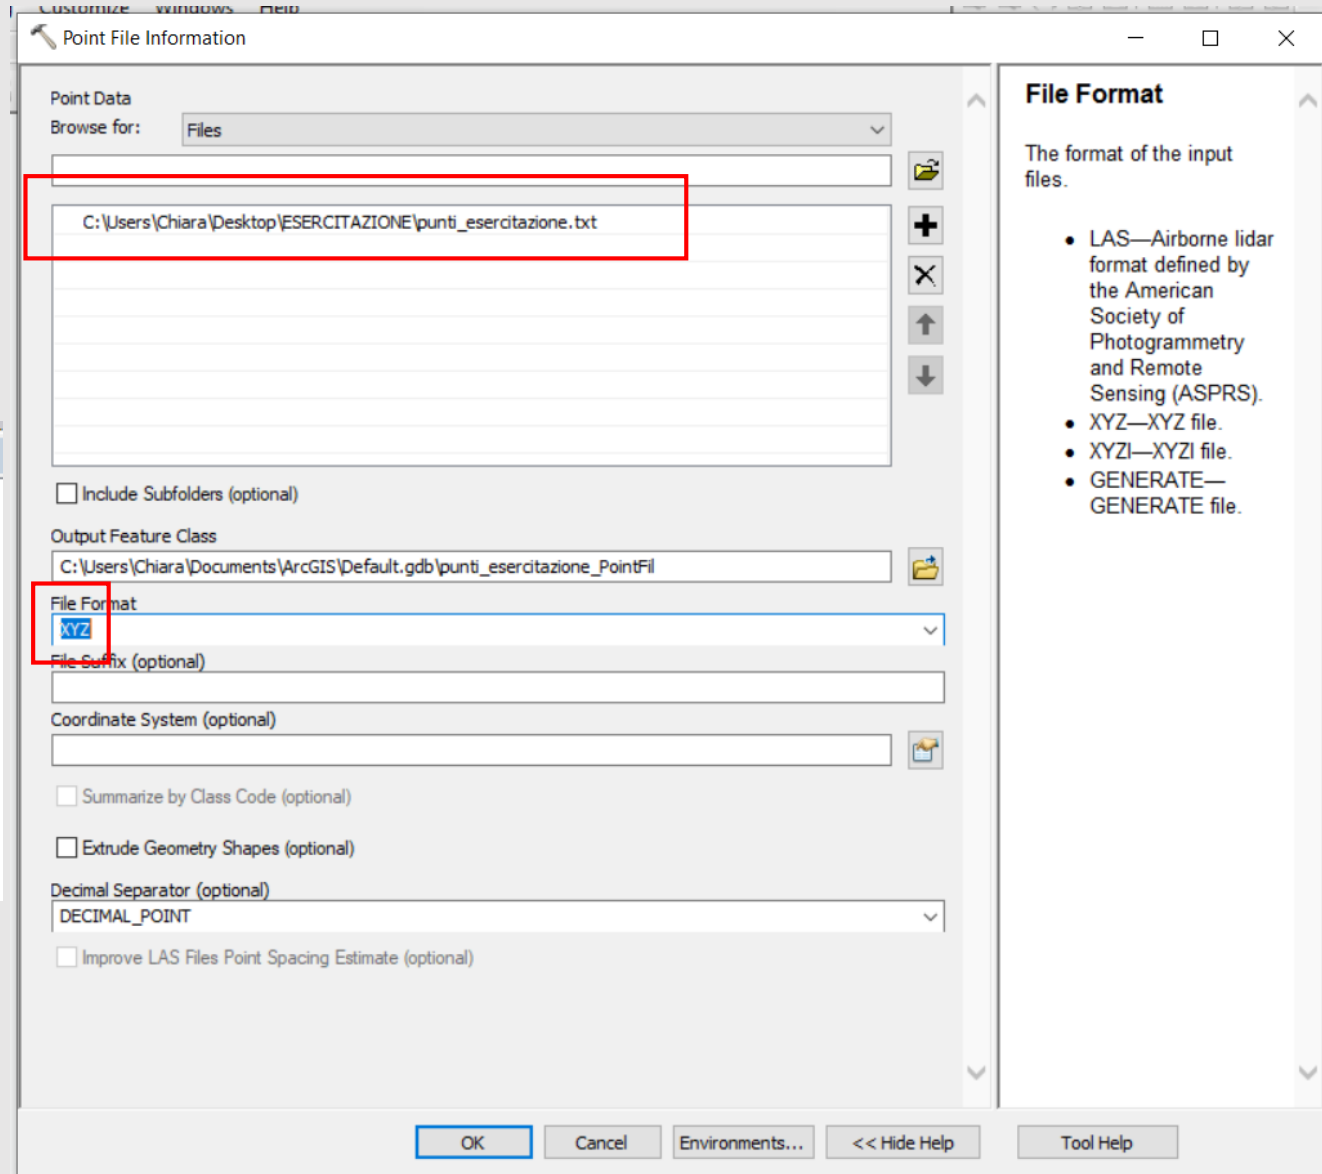 Customize Windows Help
Point File Information
Point Data
Browse for: Files
C:\Users\Chiara\Desktop\ESERCITAZIONE\punti_esercitazione.txt
Include Subfolders (optional)
Output Feature Class
C:\Users\Chiara\Documents\ArcGIS\Default.gdb\punti_esercitazione_PointFil
File Format
XYZ
File Suffix (optional)
Coordinate System (optional)
Summarize by Class Code (optional)
Extrude Geometry Shapes (optional)
Decimal Separator (optional)
DECIMAL_POINT
Improve LAS Files Point Spacing Estimate (optional)
File Format
The format of the input
files.
LAS—Airborne lidar
format defined by
the American
Society of
Photogrammetry
and Remote
Sensing (ASPRS).
XYZ—XYZ file.
XYZI—XYZI file.
GENERATE—
GENERATE file.
OK Cancel Environments... << Hide Help Tool Help